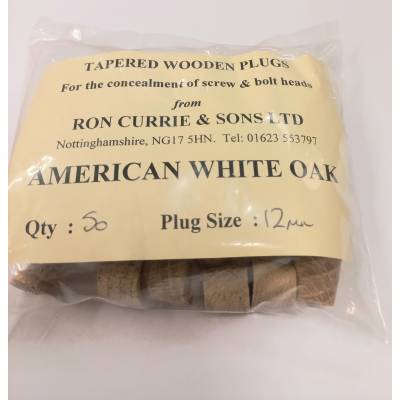 TAPERED WOODEN PLUGS
For the concealment of screw & bolt heads
from
RON CURRIE & SONS LTD
Nottinghamshire, NG17 5HN. Tel: 01623 553797
AMERICAN WHITE OAK
Qty : 50 Plug Size : 12mm